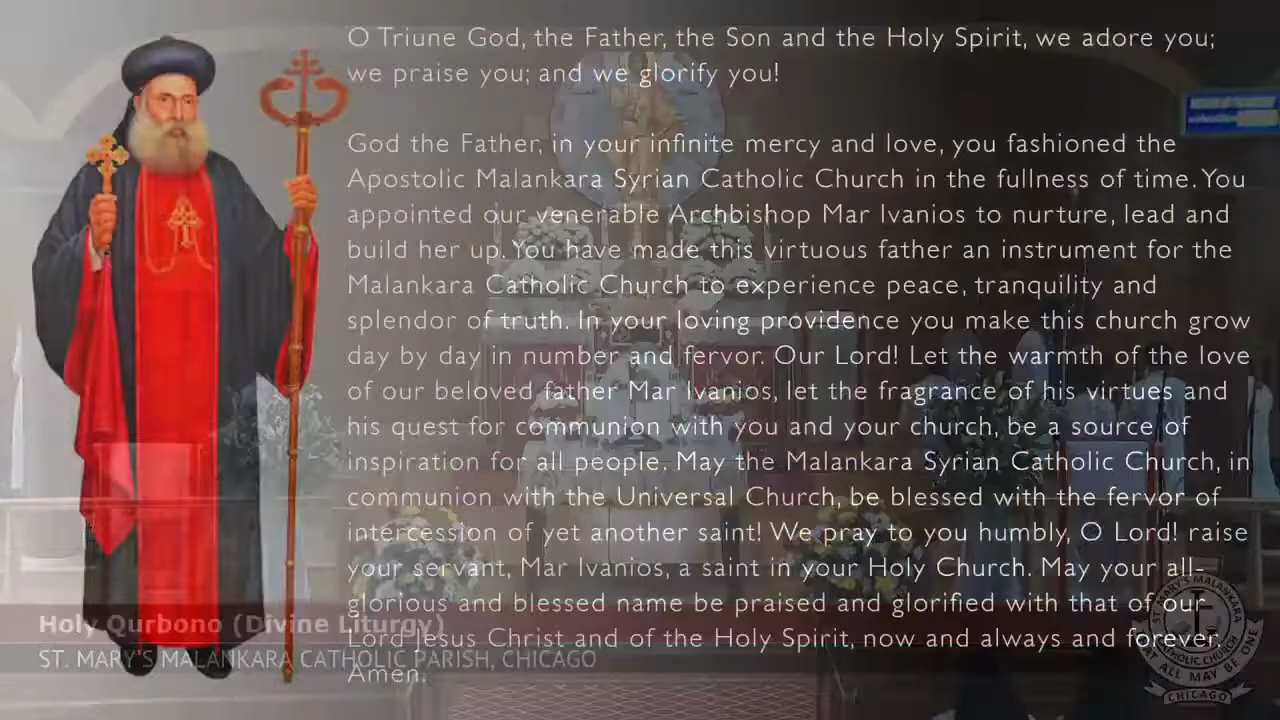 O Triune God, the Father, the Son and the Holy Spirit, we adore you;
we praise you; and we glorify you!
God the Father, in your infinite mercy and love, you fashioned the
Apostolic Malankara Syrian Catholic Church in the fullness of time. You
appointed our venerable Archbishop Mar Ivanios to nurture, lead and
build her up. You have made this virtuous father an instrument for the
Malankara Catholic Church to experience peace, tranquility and
splendor of truth. In your loving providence you make this church grow
day by day in number and fervor. Our Lord! Let the warmth of the love
of our beloved father Mar Ivanios, let the fragrance of his virtues and
his quest for communion with you and your church, be a source of
inspiration for all people. May the Malankara Syrian Catholic Church, in
communion with the Universal Church, be blessed with the fervor of
intercession of yet another saint! We pray to you humbly, O Lord! raise
your servant, Mar Ivanios, a saint in your Holy Church. May your all-
glorious and blessed name be praised and glorified with that of our
Lord Jesus Christ and of the Holy Spirit, now and always and forever.
Amen.
Holy Qurbono (Divine Liturgy)
ST. MARY'S MALANKARA CATHOLIC PARISH, CHICAGO
ST. MARY'S MALANKARA
CATHOLIC CHURCH
ALL MAY BE ONE
CHICAGO